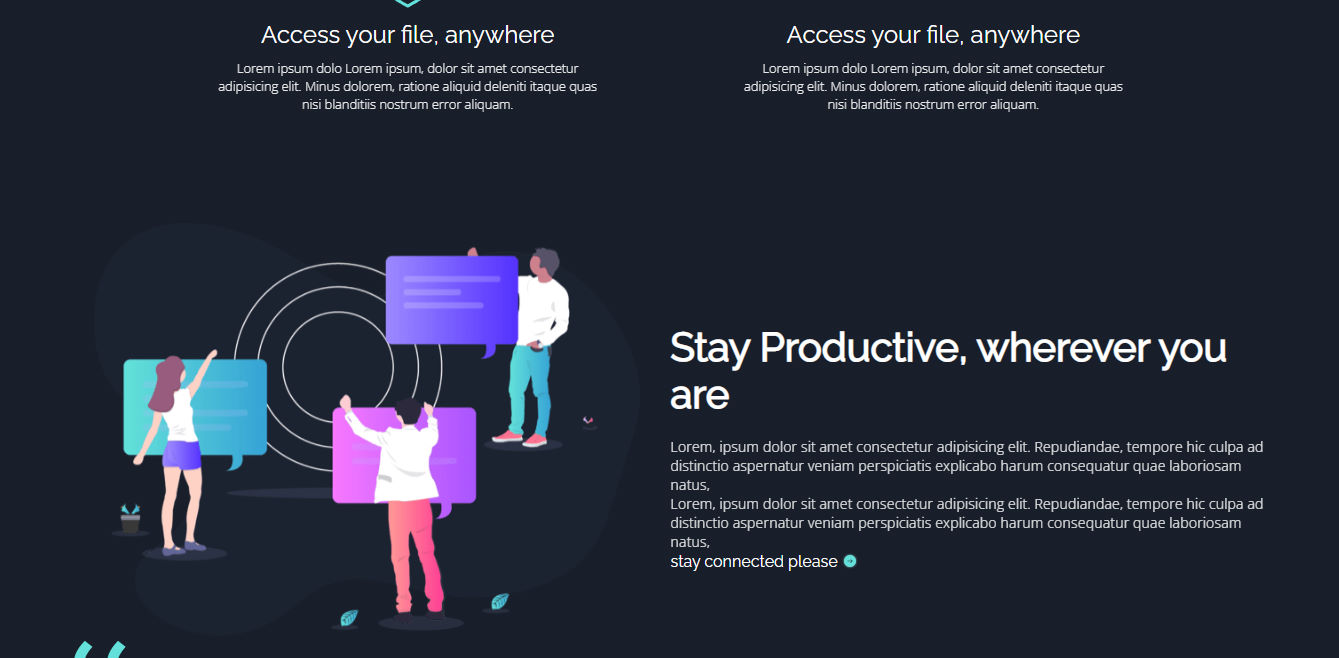 Access your file, anywhere
Lorem ipsum dolo Lorem ipsum, dolor sit amet consectetur
adipisicing elit. Minus dolorem, ratione aliquid deleniti itaque quas
nisi blanditiis nostrum error aliquam.
Access your file, anywhere
Lorem ipsum dolo Lorem ipsum, dolor sit amet consectetur
adipisicing elit. Minus dolorem, ratione aliquid deleniti itaque quas
nisi blanditiis nostrum error aliquam.
Stay Productive, wherever you
are
Lorem, ipsum dolor sit amet consectetur adipisicing elit. Repudiandae, tempore hic culpa ad
distinctio aspernatur veniam perspiciatis explicabo harum consequatur quae laboriosam
natus,
Lorem, ipsum dolor sit amet consectetur adipisicing elit. Repudiandae, tempore hic culpa ad
distinctio aspernatur veniam perspiciatis explicabo harum consequatur quae laboriosam
natus,
stay connected please